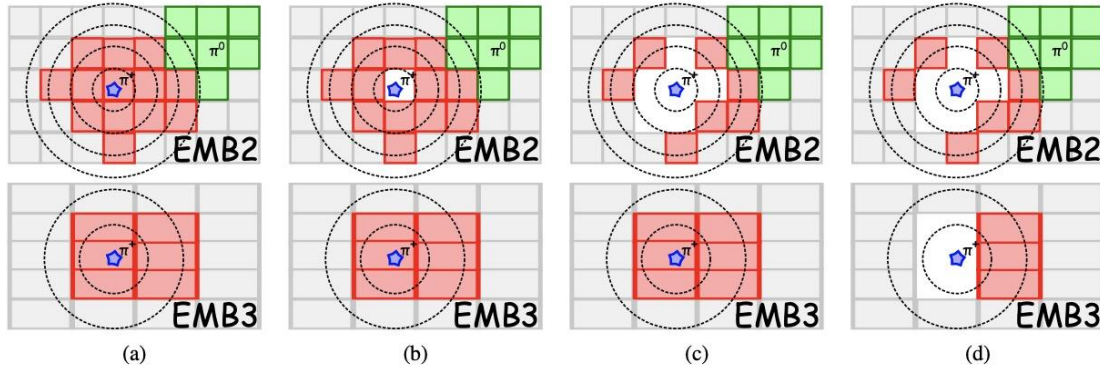 π⁰ π⁰ π⁰ π⁰
π⁺ π⁺ π⁺ π⁺
EMB2 EMB2 EMB2 EMB2
π⁺ π⁺ π⁺ π⁺
EMB3 EMB3 EMB3 EMB3
(a) (b) (c) (d)